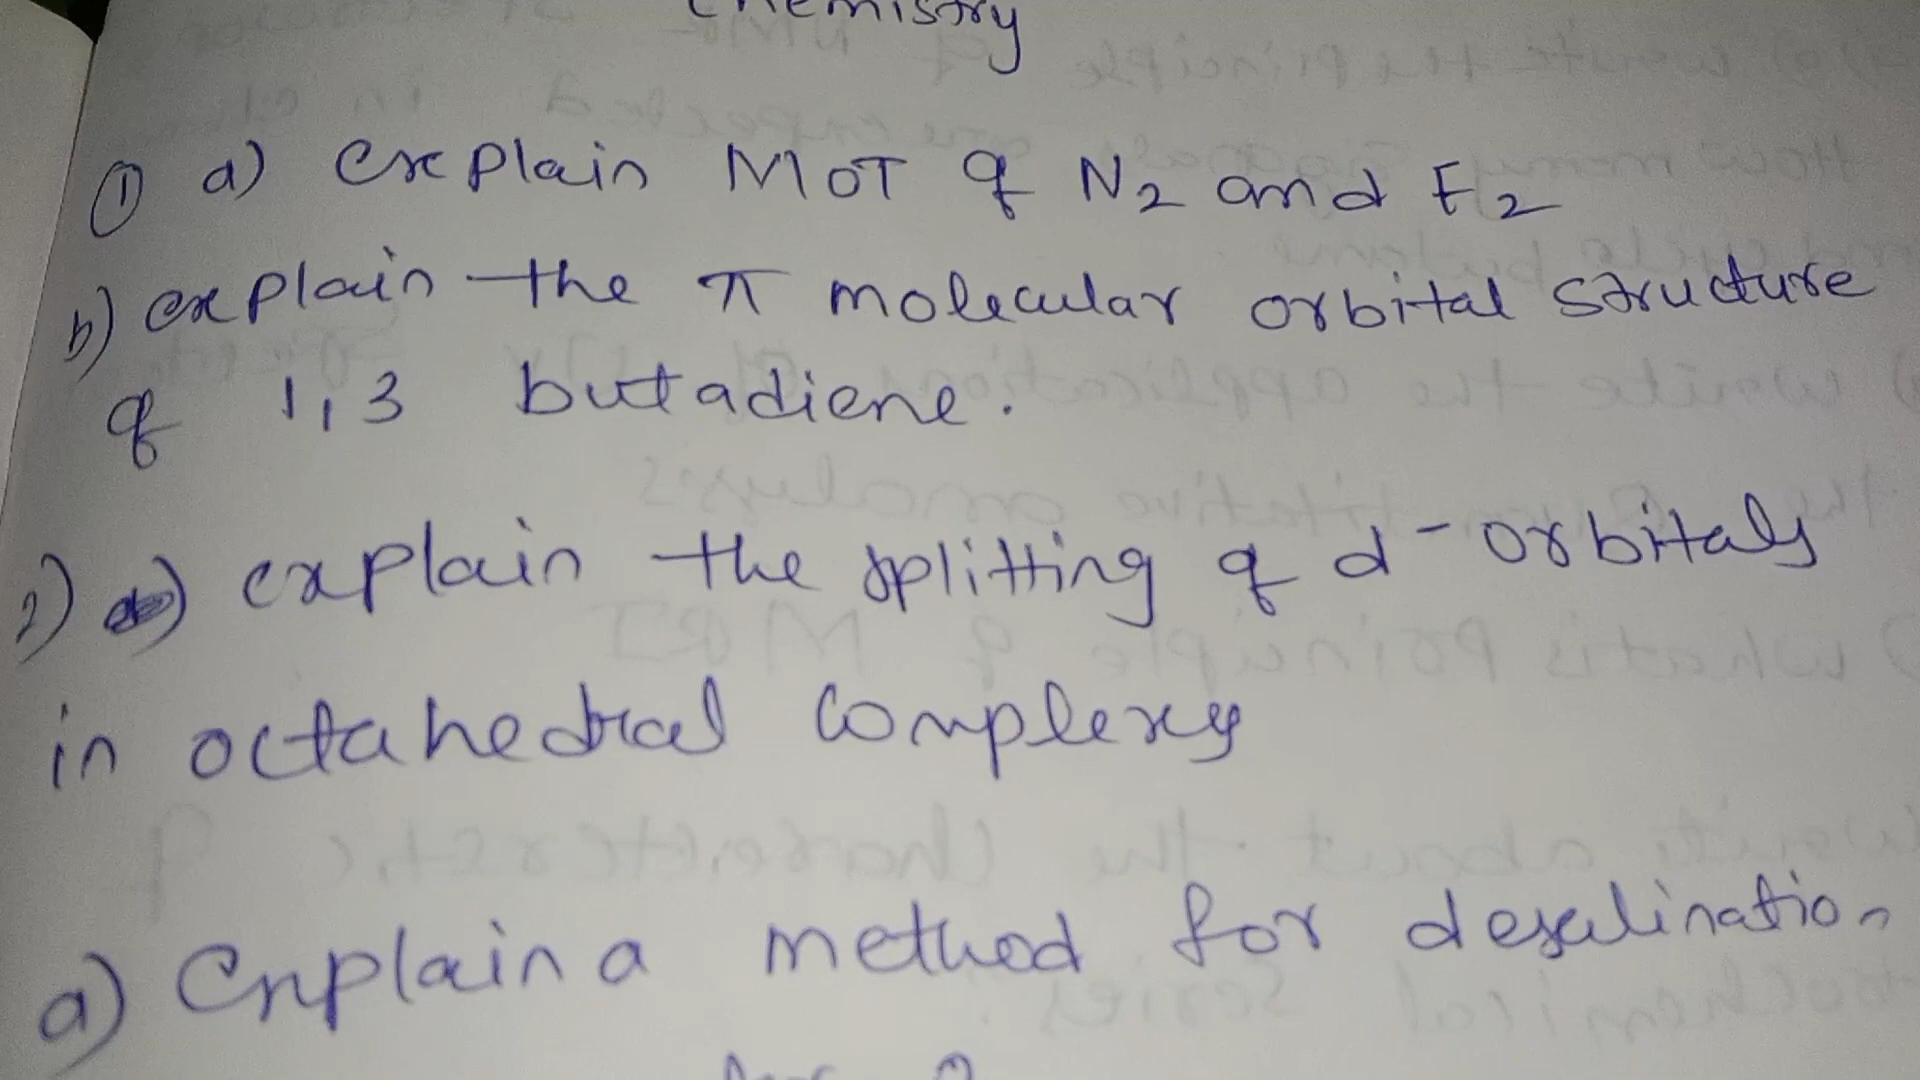 Chemistry
① a) explain MOT of N2 and F2
b) explain the π molecular orbital structure
of 1,3 butadiene.
2) explain the splitting of d-orbitals
in octahedral complexes
a) Explain a method for desalination